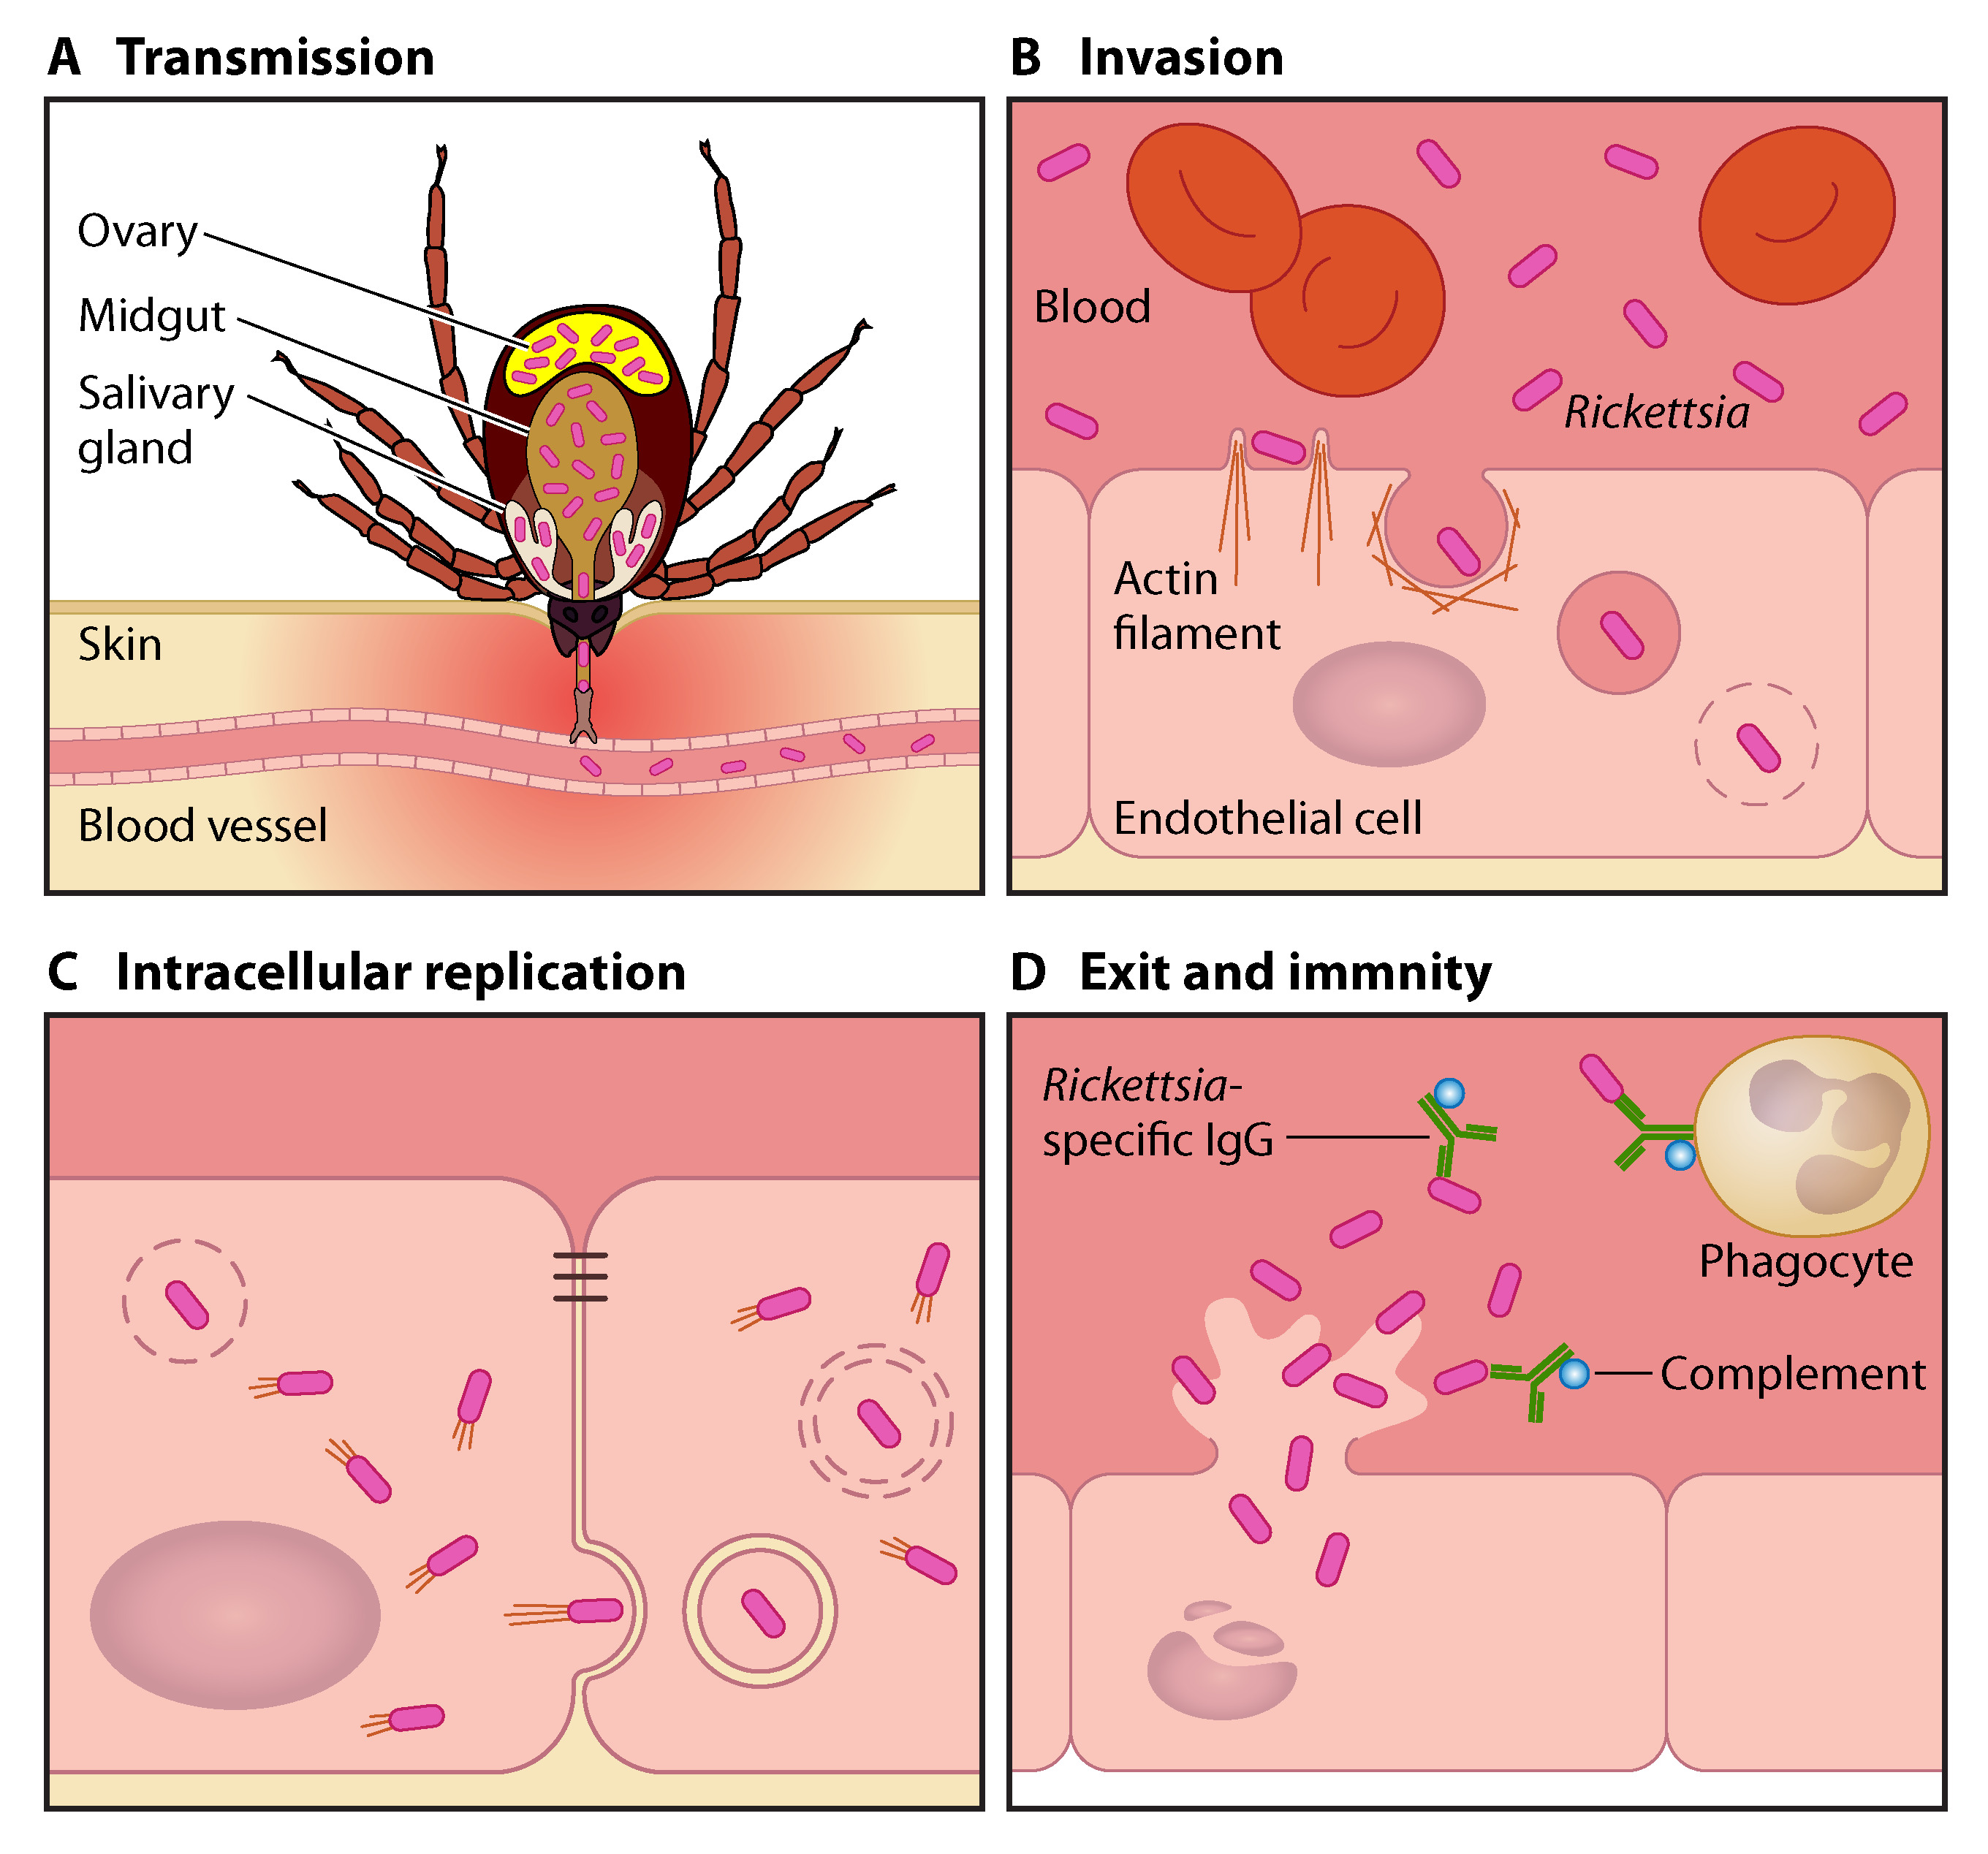 A Transmission
Ovary
Midgut
Salivary
gland
Skin
Blood vessel
B Invasion
Blood
Rickettsia
Actin
filament
Endothelial cell
C Intracellular replication
D Exit and immnity
Rickettsia-
specific IgG
Phagocyte
Complement